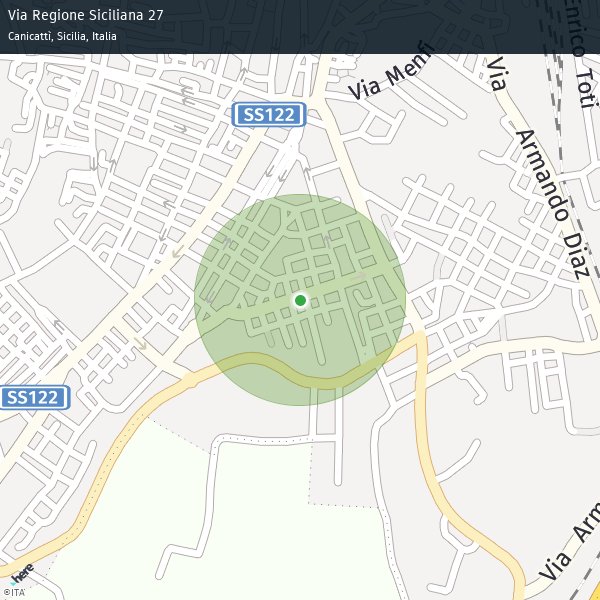 Via Regione Siciliana 27
Canicattì, Sicilia, Italia
Via Menfi
Enrico Toti
Via Armando Diaz
SS122
SS122
Via Arm
here
©ITA